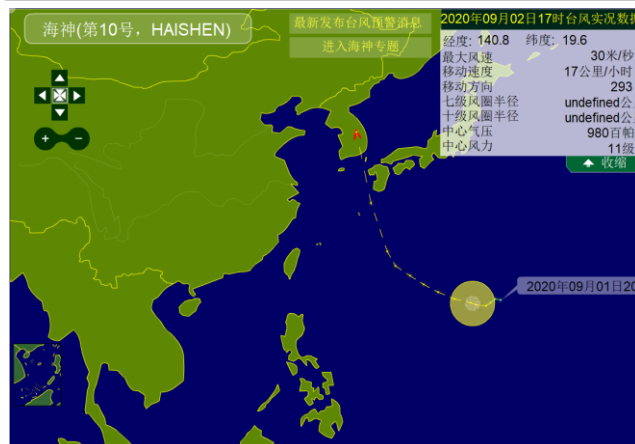 海神(第10号，HAISHEN)
最新发布台风预警消息
进入海神专题
2020年09月02日17时台风实况数据
经度: 140.8 纬度: 19.6
最大风速 30米/秒
移动速度 17公里/小时
移动方向 293
七级风圈半径 undefined公
十级风圈半径 undefined公
中心气压 980百帕
中心风力 11级
收缩
2020年09月01日20